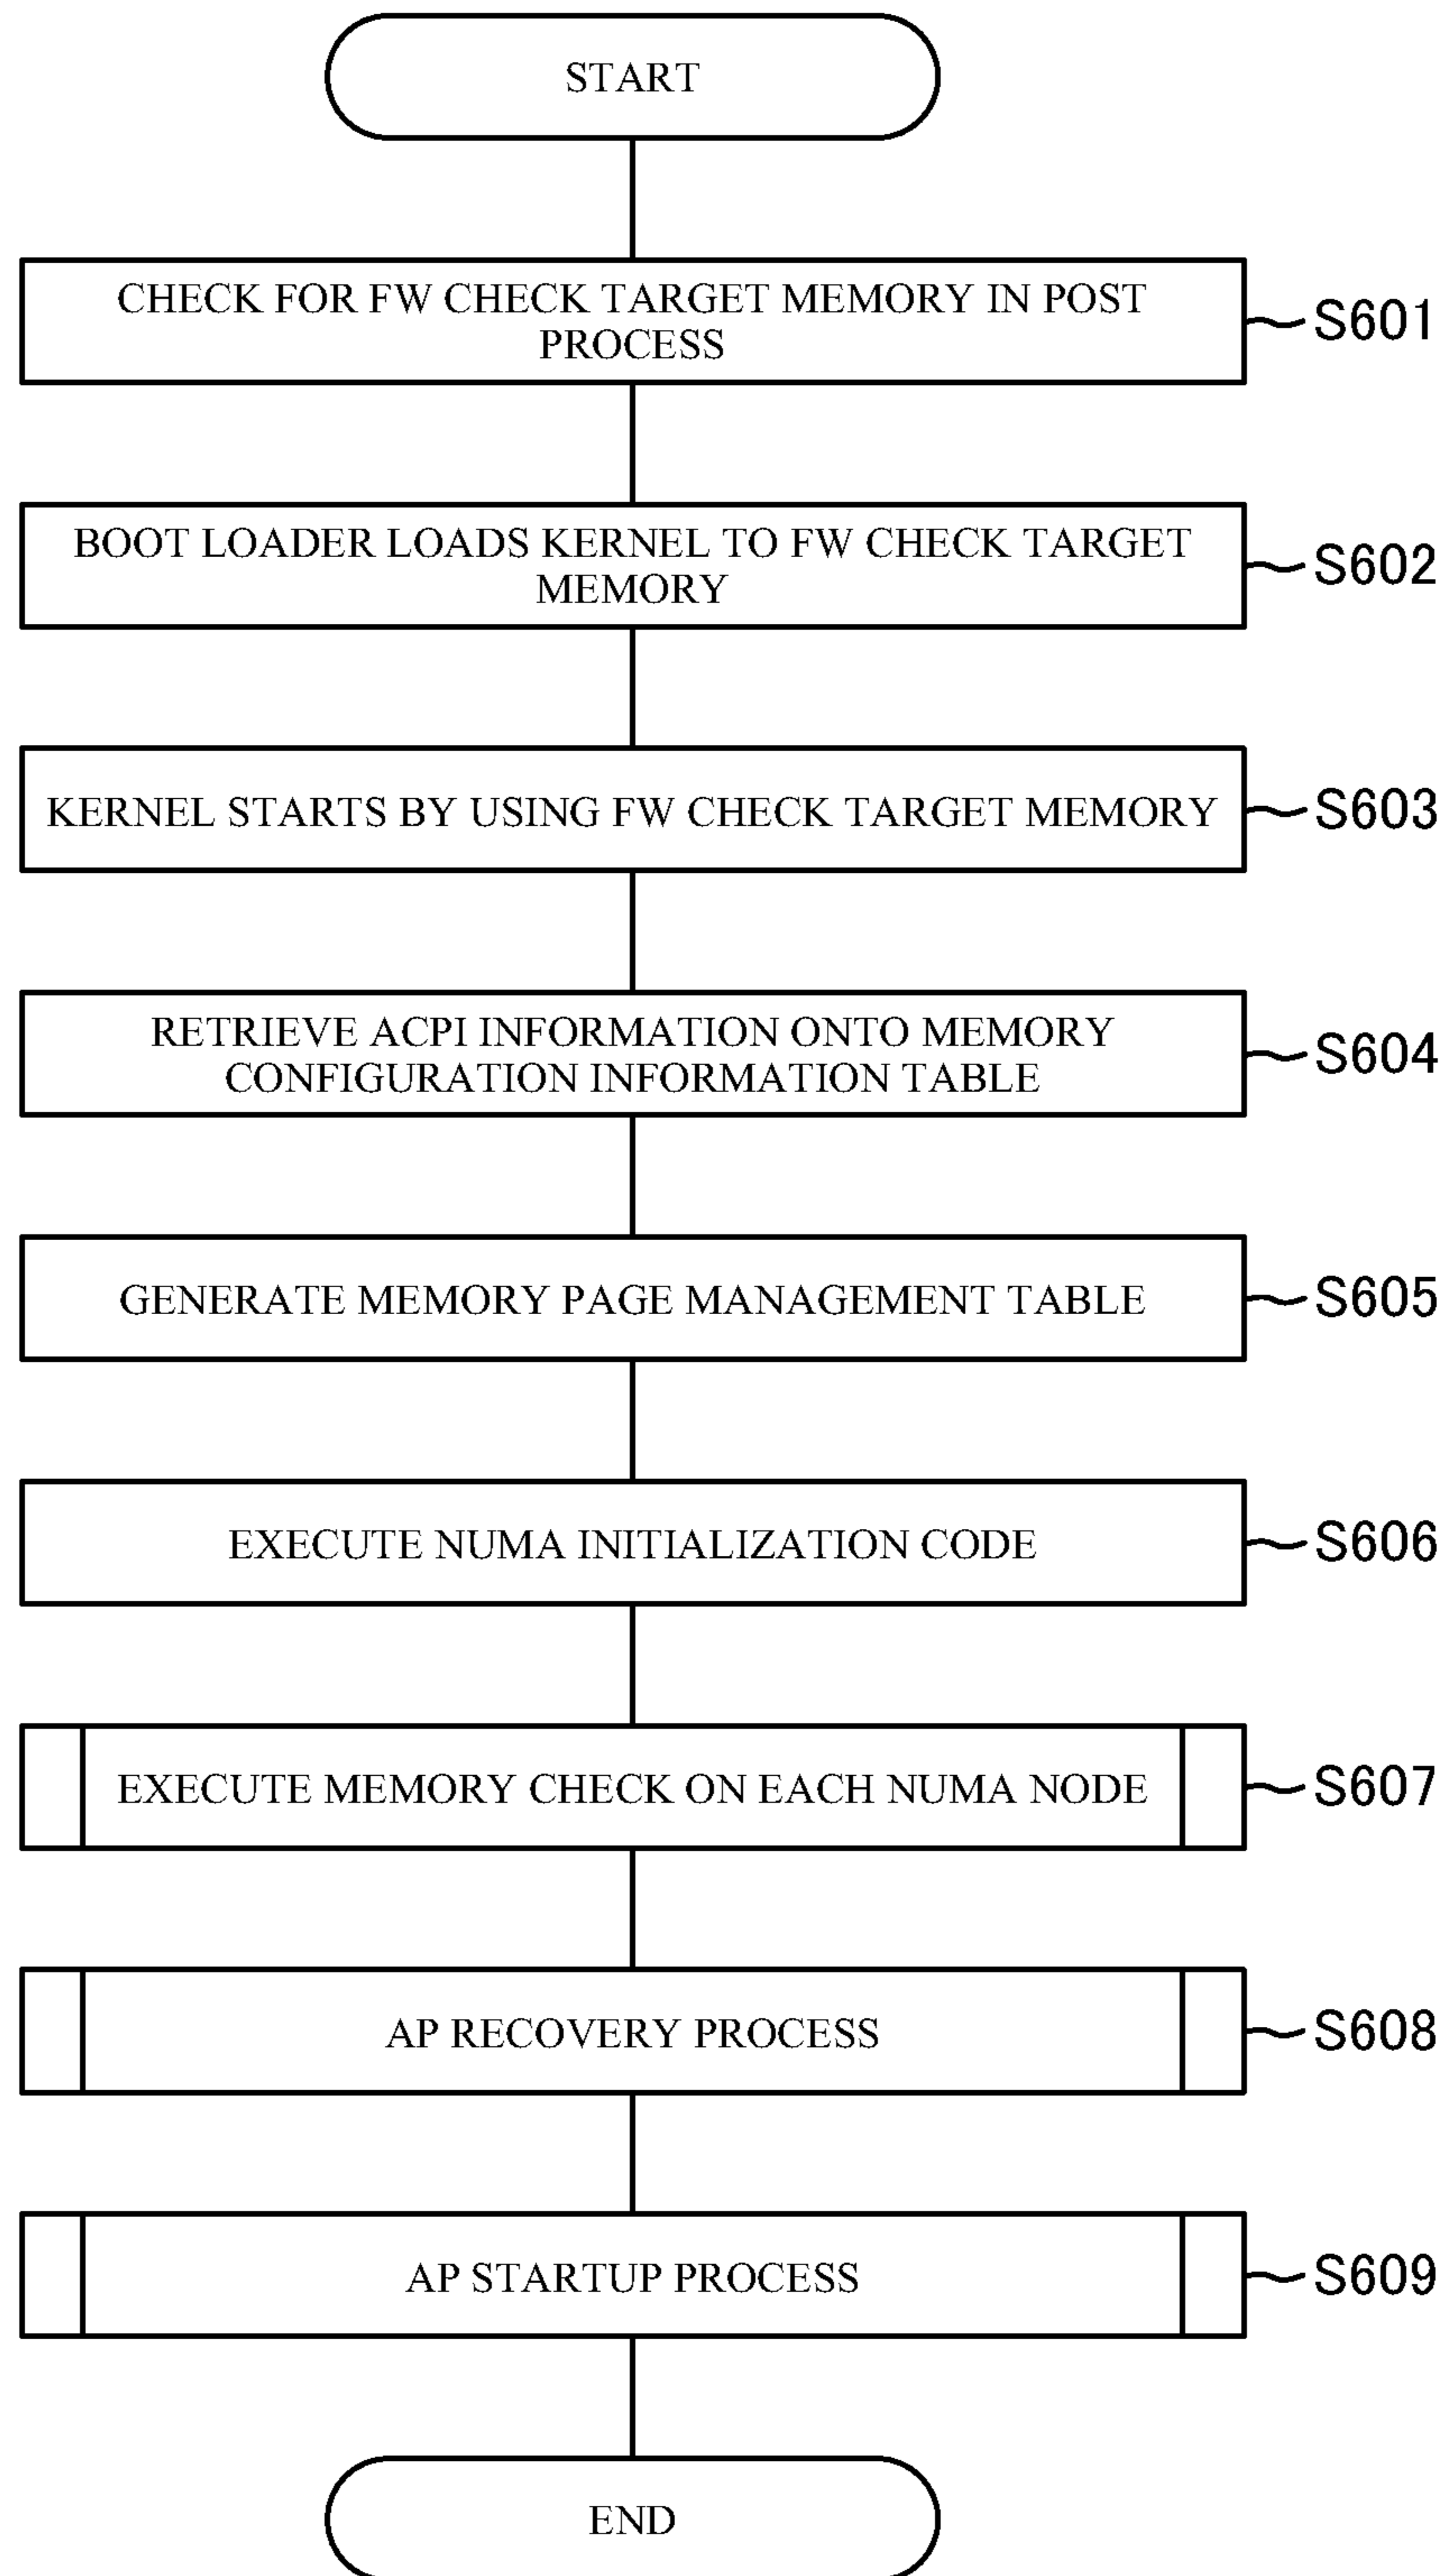 START
CHECK FOR FW CHECK TARGET MEMORY IN POST
PROCESS
S601
BOOT LOADER LOADS KERNEL TO FW CHECK TARGET
MEMORY
S602
KERNEL STARTS BY USING FW CHECK TARGET MEMORY
S603
RETRIEVE ACPI INFORMATION ONTO MEMORY
CONFIGURATION INFORMATION TABLE
S604
GENERATE MEMORY PAGE MANAGEMENT TABLE
S605
EXECUTE NUMA INITIALIZATION CODE
S606
EXECUTE MEMORY CHECK ON EACH NUMA NODE
S607
AP RECOVERY PROCESS
S608
AP STARTUP PROCESS
S609
END